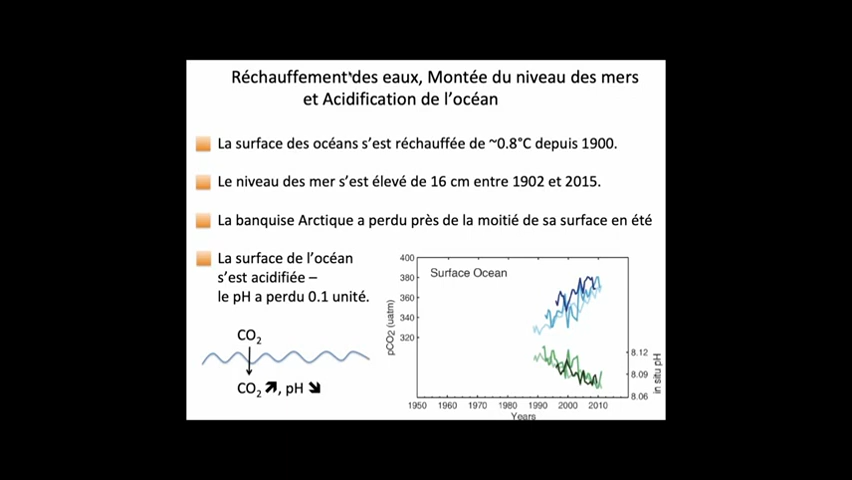 Réchauffement des eaux, Montée du niveau des mers
et Acidification de l'océan
La surface des océans s'est réchauffée de ~0.8°C depuis 1900.
Le niveau des mer s'est élevé de 16 cm entre 1902 et 2015.
La banquise Arctique a perdu près de la moitié de sa surface en été
La surface de l'océan
s'est acidifiée –
le pH a perdu 0.1 unité.
CO2
CO2 ↗, pH ↘
Surface Ocean
400
380
360
340
320
pCO2 (uatm)
8.12
8.09
8.06
in situ pH
1950 1960 1970 1980 1990 2000 2010
Years